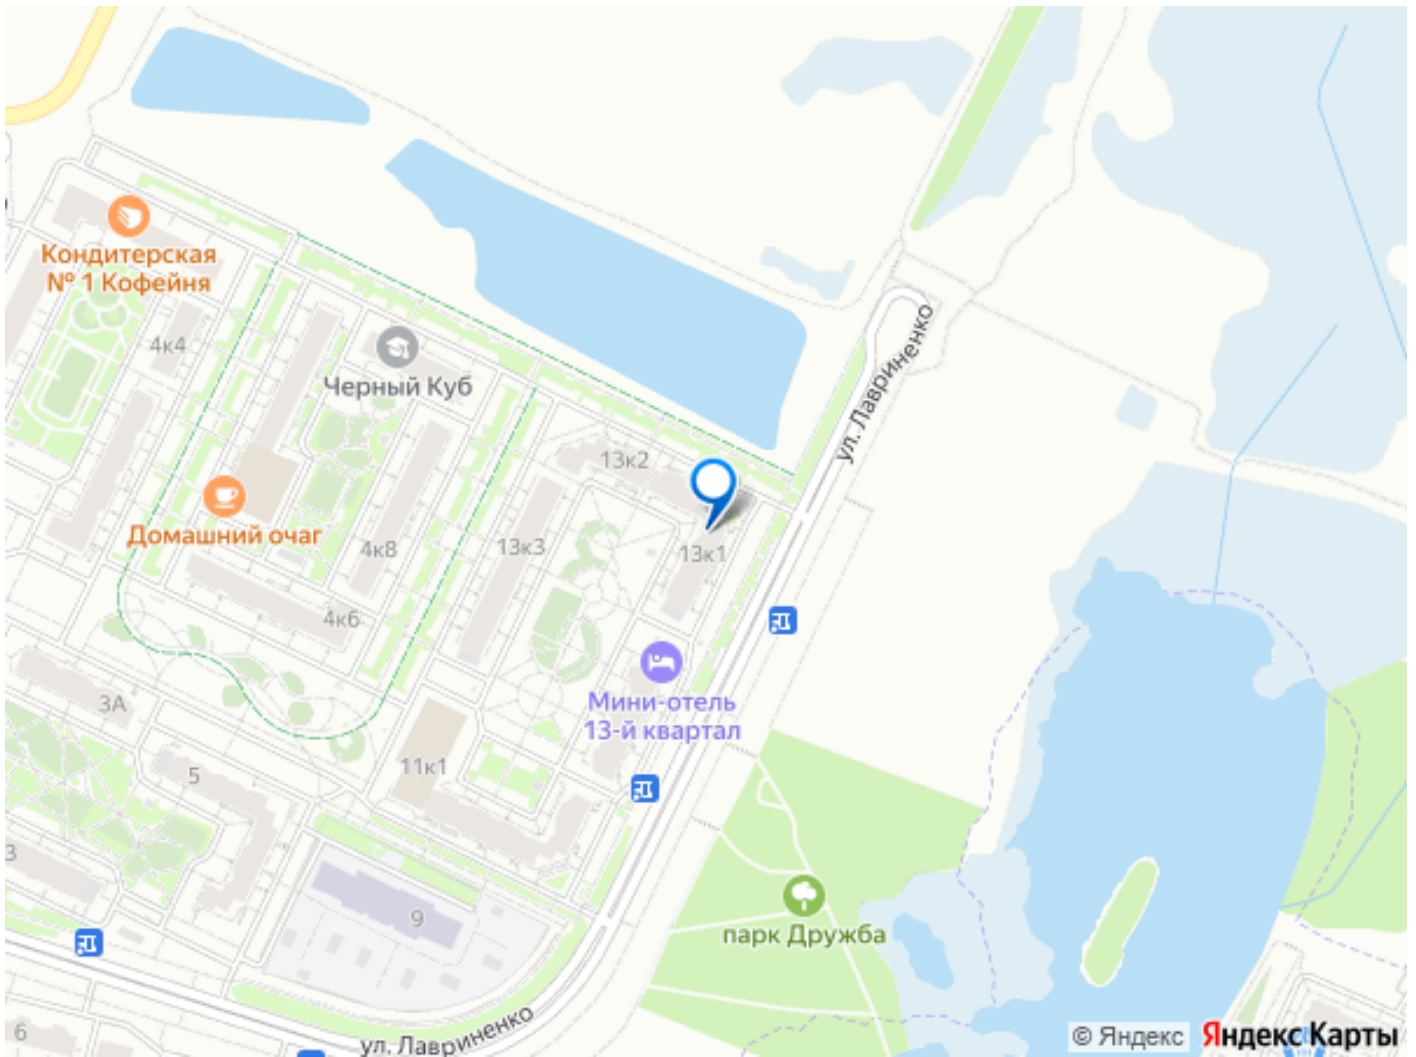 Кондитерская
№ 1 Кофейня
4к4
Черный Куб
ул. Лавриненко
13к2
Домашний очаг
4к8
13к3
13к1
4к6
Мини-отель
13-й квартал
3А
11к1
5
3
9
парк Дружба
6
ул. Лавриненко
© Яндекс
Яндекс Карты